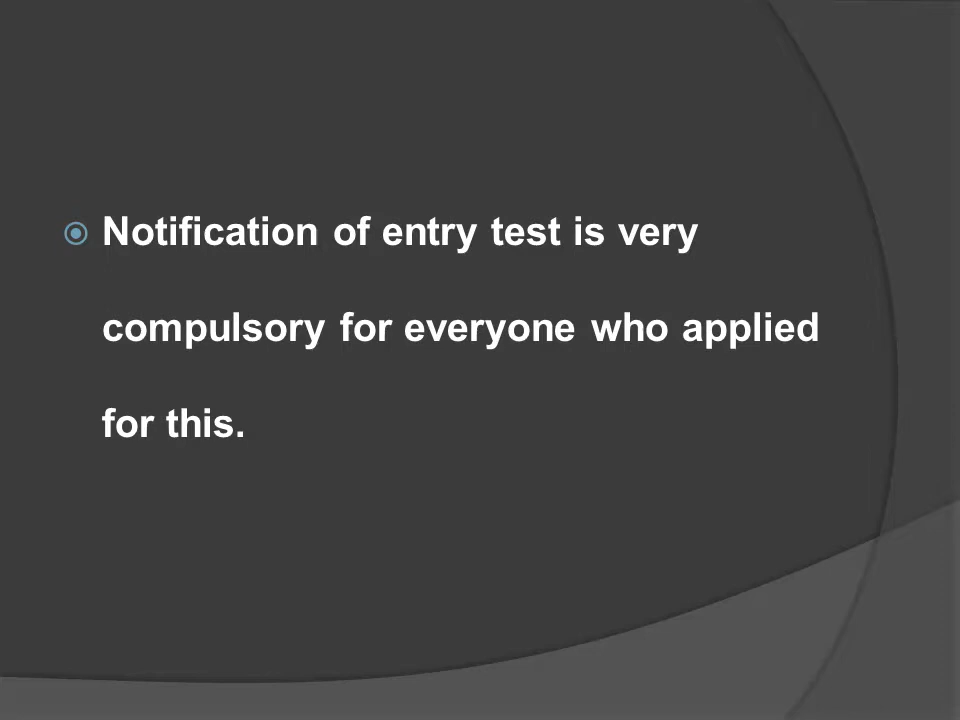 Notification of entry test is very
compulsory for everyone who applied
for this.